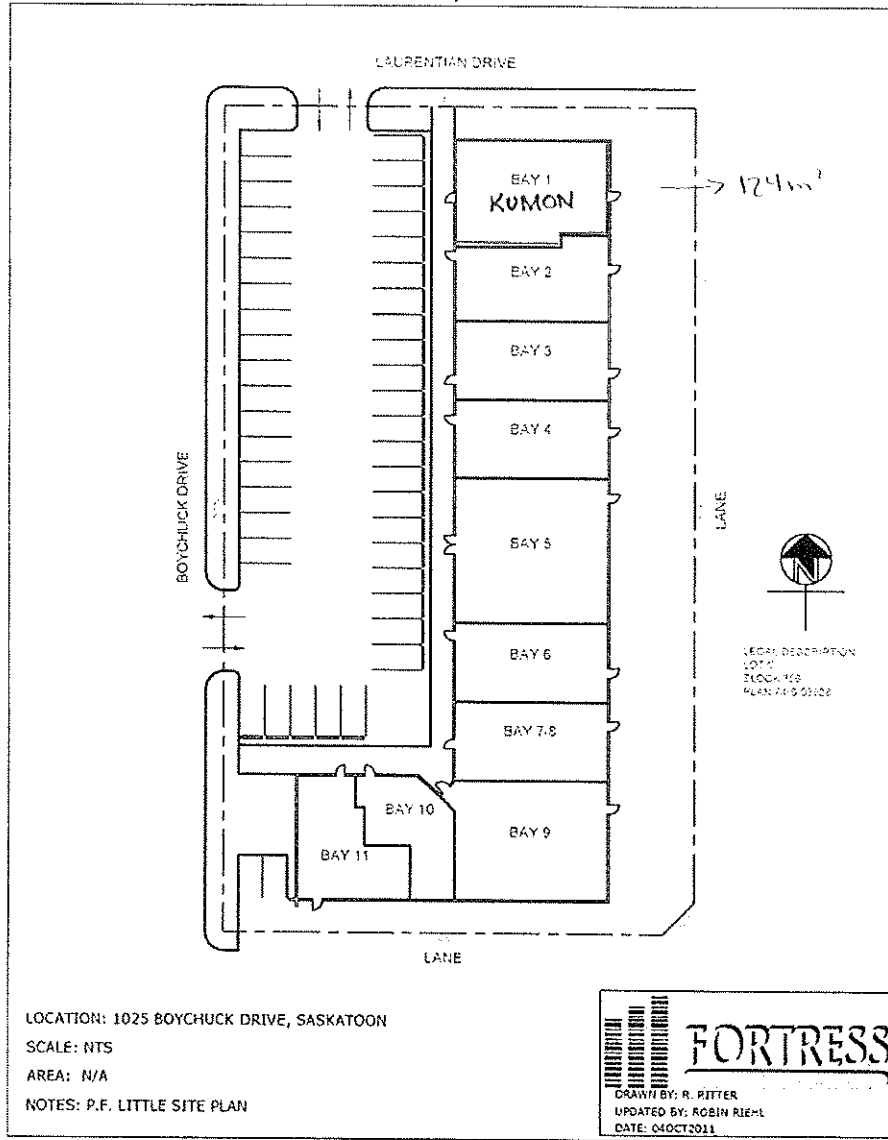 LAURENTIAN DRIVE
BAY 1
KUMON
→ 124m²
BAY 2
BAY 3
BAY 4
BOYCHUCK DRIVE
LANE
BAY 5
N
BAY 6
LEGAL DESCRIPTION
BAY 7-8
BAY 10
BAY 9
BAY 11
LANE
LOCATION: 1025 BOYCHUCK DRIVE, SASKATOON
SCALE: NTS
AREA: N/A
NOTES: P.F. LITTLE SITE PLAN
FORTRESS
DRAWN BY: R. RITTER
UPDATED BY: ROBIN RIEHL
DATE: 04OCT2011